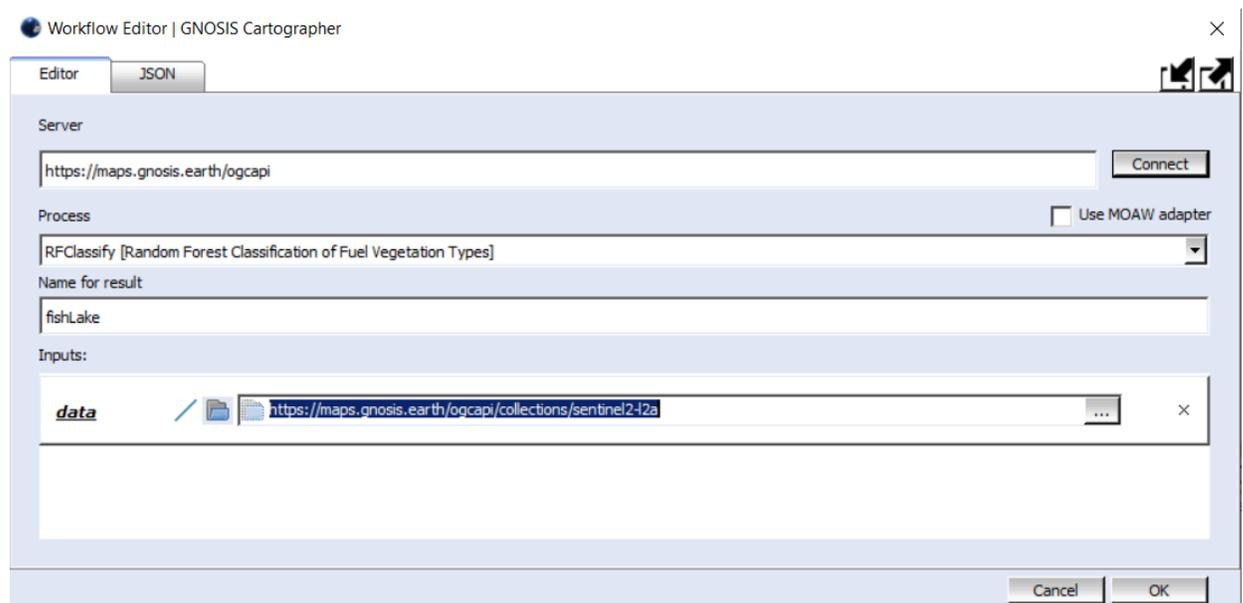 Workflow Editor | GNOSIS Cartographer
Editor JSON
Server
https://maps.gnosis.earth/ogcapi Connect
Process Use MOAW adapter
RFClassify [Random Forest Classification of Fuel Vegetation Types]
Name for result
fishLake
Inputs:
data https://maps.gnosis.earth/ogcapi/collections/sentinel2-l2a ...
Cancel OK